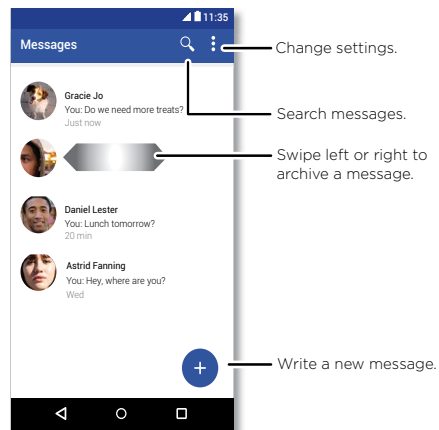 11:35
Messages
Change settings.
Gracie Jo
You: Do we need more treats?
Just now
Search messages.
Swipe left or right to
archive a message.
Daniel Lester
You: Lunch tomorrow?
20 min
Astrid Fanning
You: Hey, where are you?
Wed
Write a new message.